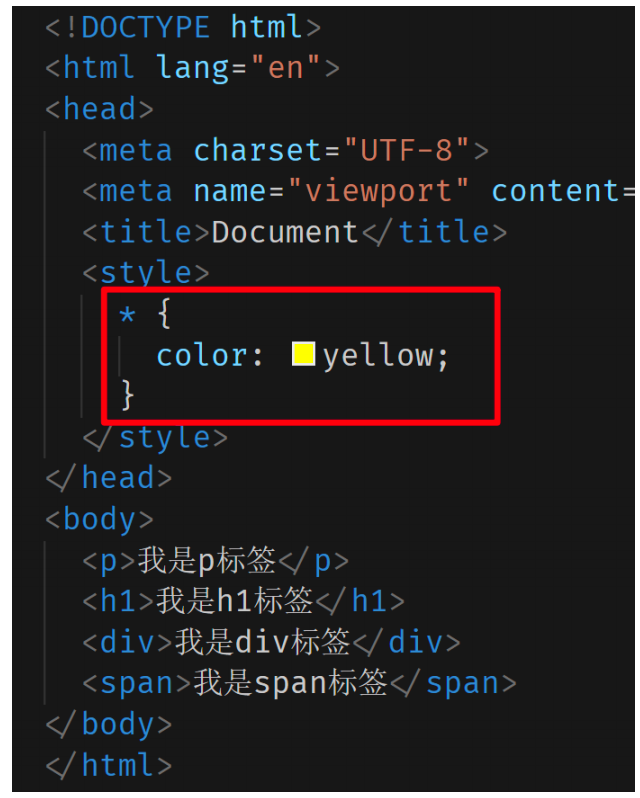 <!DOCTYPE html>
<html lang="en">
<head>
  <meta charset="UTF-8">
  <meta name="viewport" content=
  <title>Document</title>
  <style>
    * {
      color: yellow;
    }
  </style>
</head>
<body>
  <p>我是p标签</p>
  <h1>我是h1标签</h1>
  <div>我是div标签</div>
  <span>我是span标签</span>
</body>
</html>